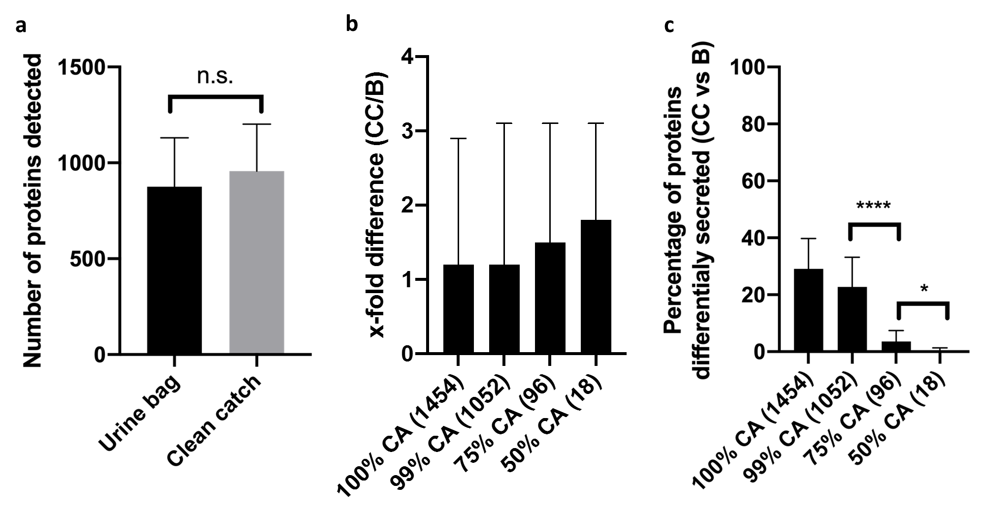 a
Number of proteins detected
1500
1000
500
0
n.s.
Urine bag
Clean catch
b
x-fold difference (CC/B)
4
3
2
1
0
100% CA (1454)
99% CA (1052)
75% CA (96)
50% CA (18)
c
Percentage of proteins
differentialy secreted (CC vs B)
100
80
60
40
20
0
****
*
100% CA (1454)
99% CA (1052)
75% CA (96)
50% CA (18)